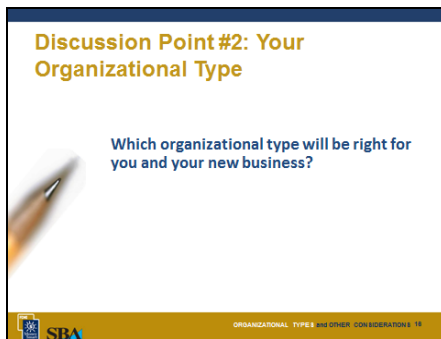 Discussion Point #2: Your
Organizational Type
Which organizational type will be right for
you and your new business?
ORGANIZATIONAL TYPES and OTHER CONSIDERATIONS 18
SBA